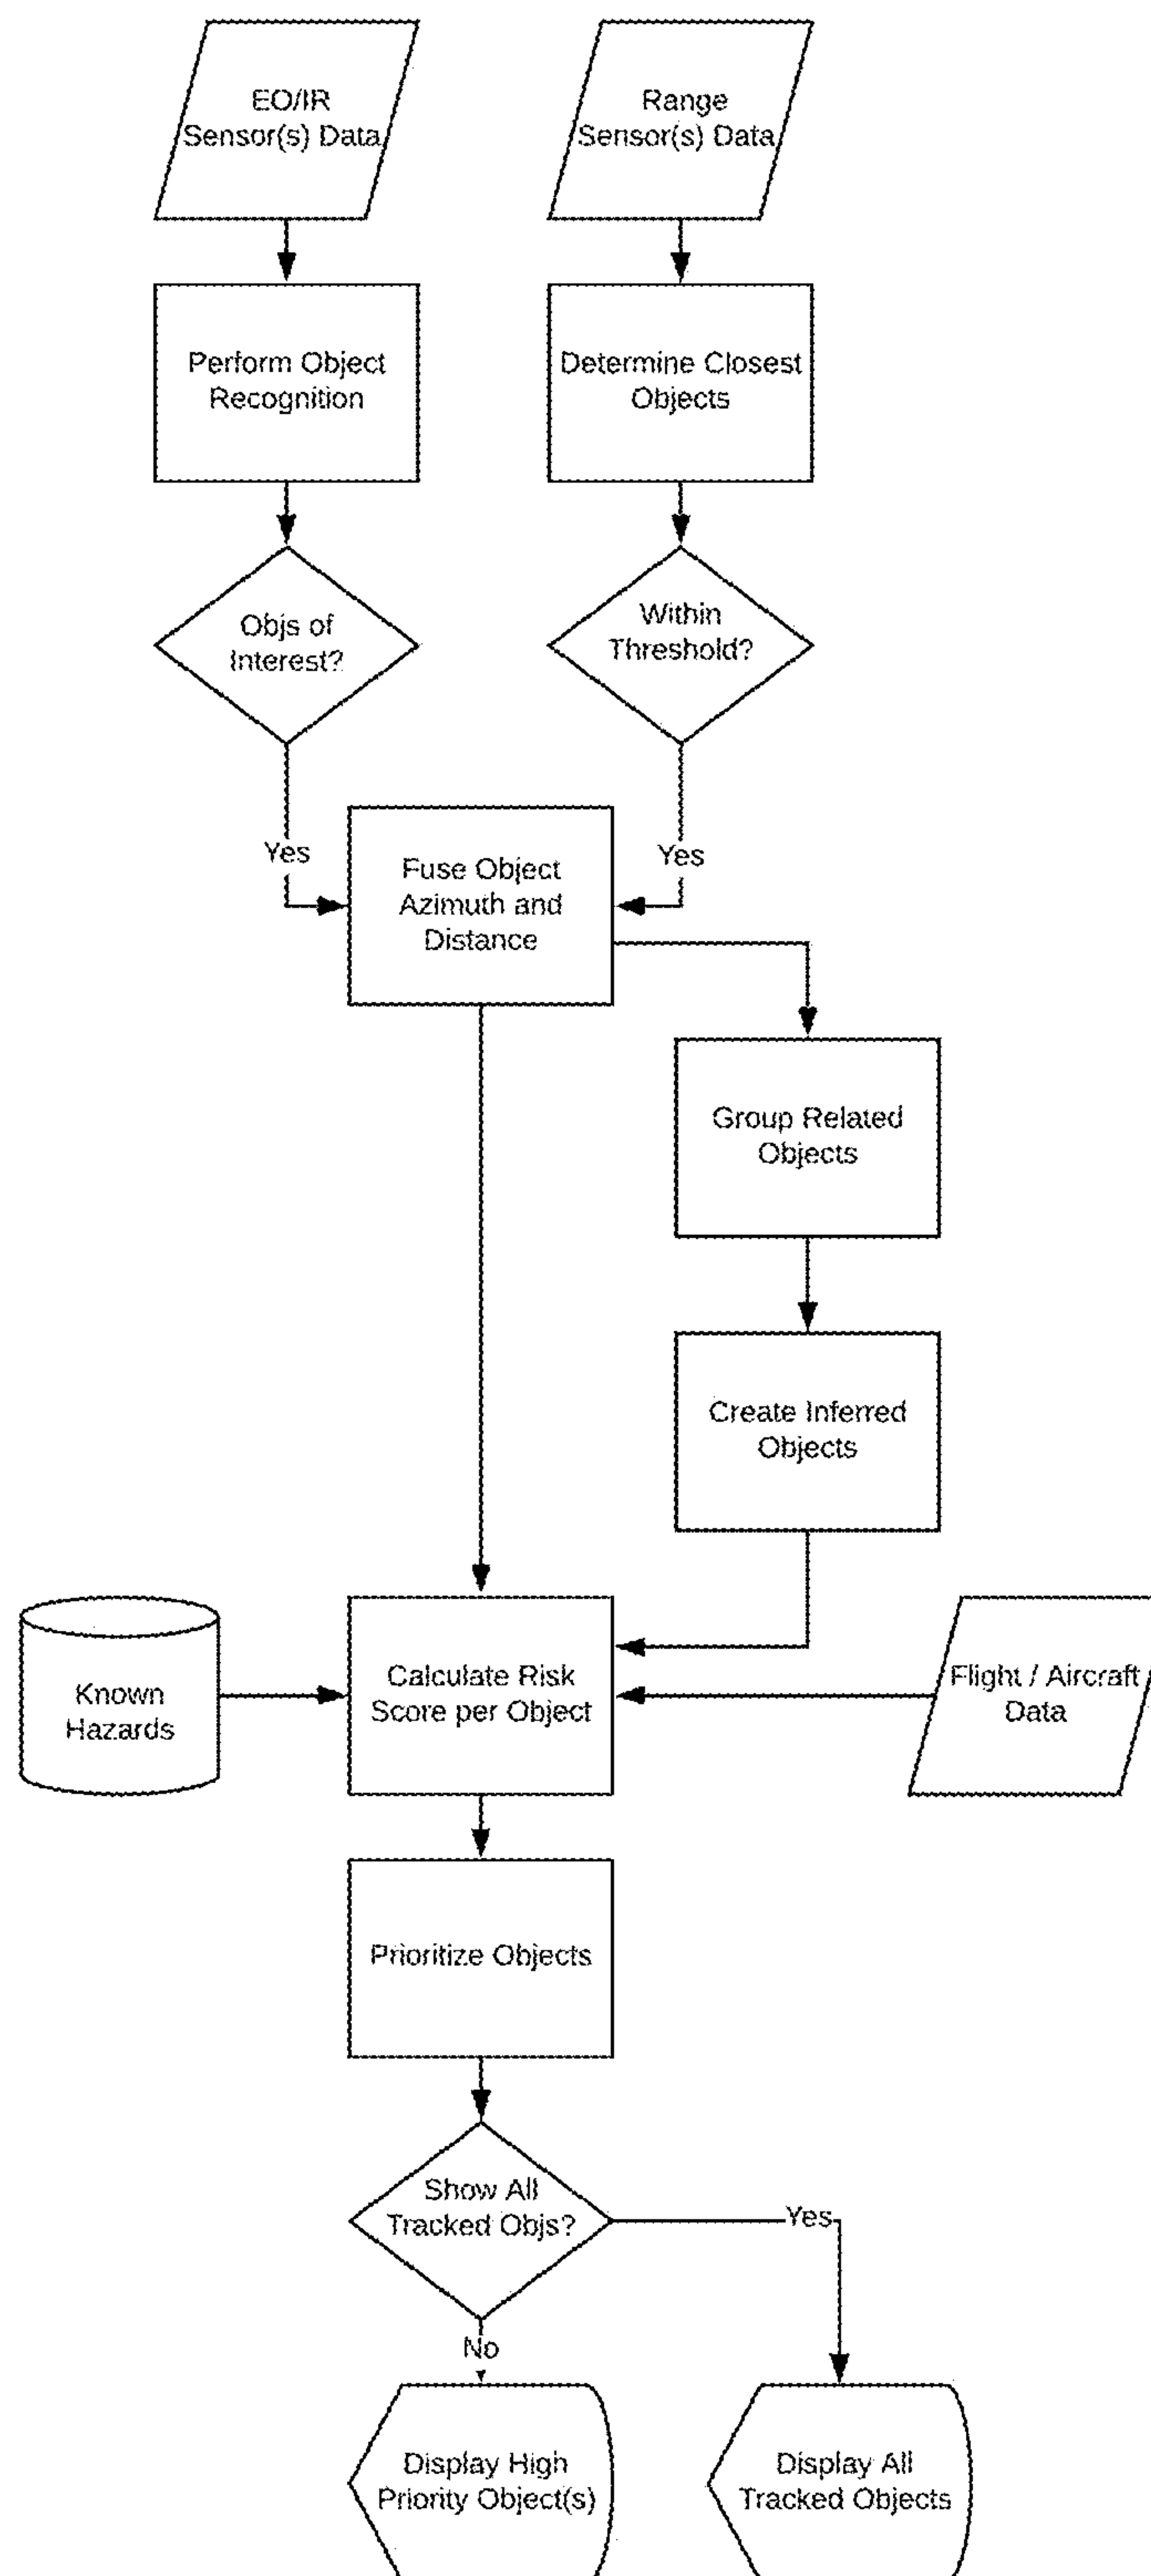 EO/IR
Sensor(s) Data
Range
Sensor(s) Data
Perform Object
Recognition
Determine Closest
Objects
Objs of
Interest?
Within
Threshold?
Yes
Yes
Fuse Object
Azimuth and
Distance
Group Related
Objects
Create Inferred
Objects
Known
Hazards
Calculate Risk
Score per Object
Flight / Aircraft
Data
Prioritize Objects
Show All
Tracked Objs?
Yes
No
Display High
Priority Object(s)
Display All
Tracked Objects